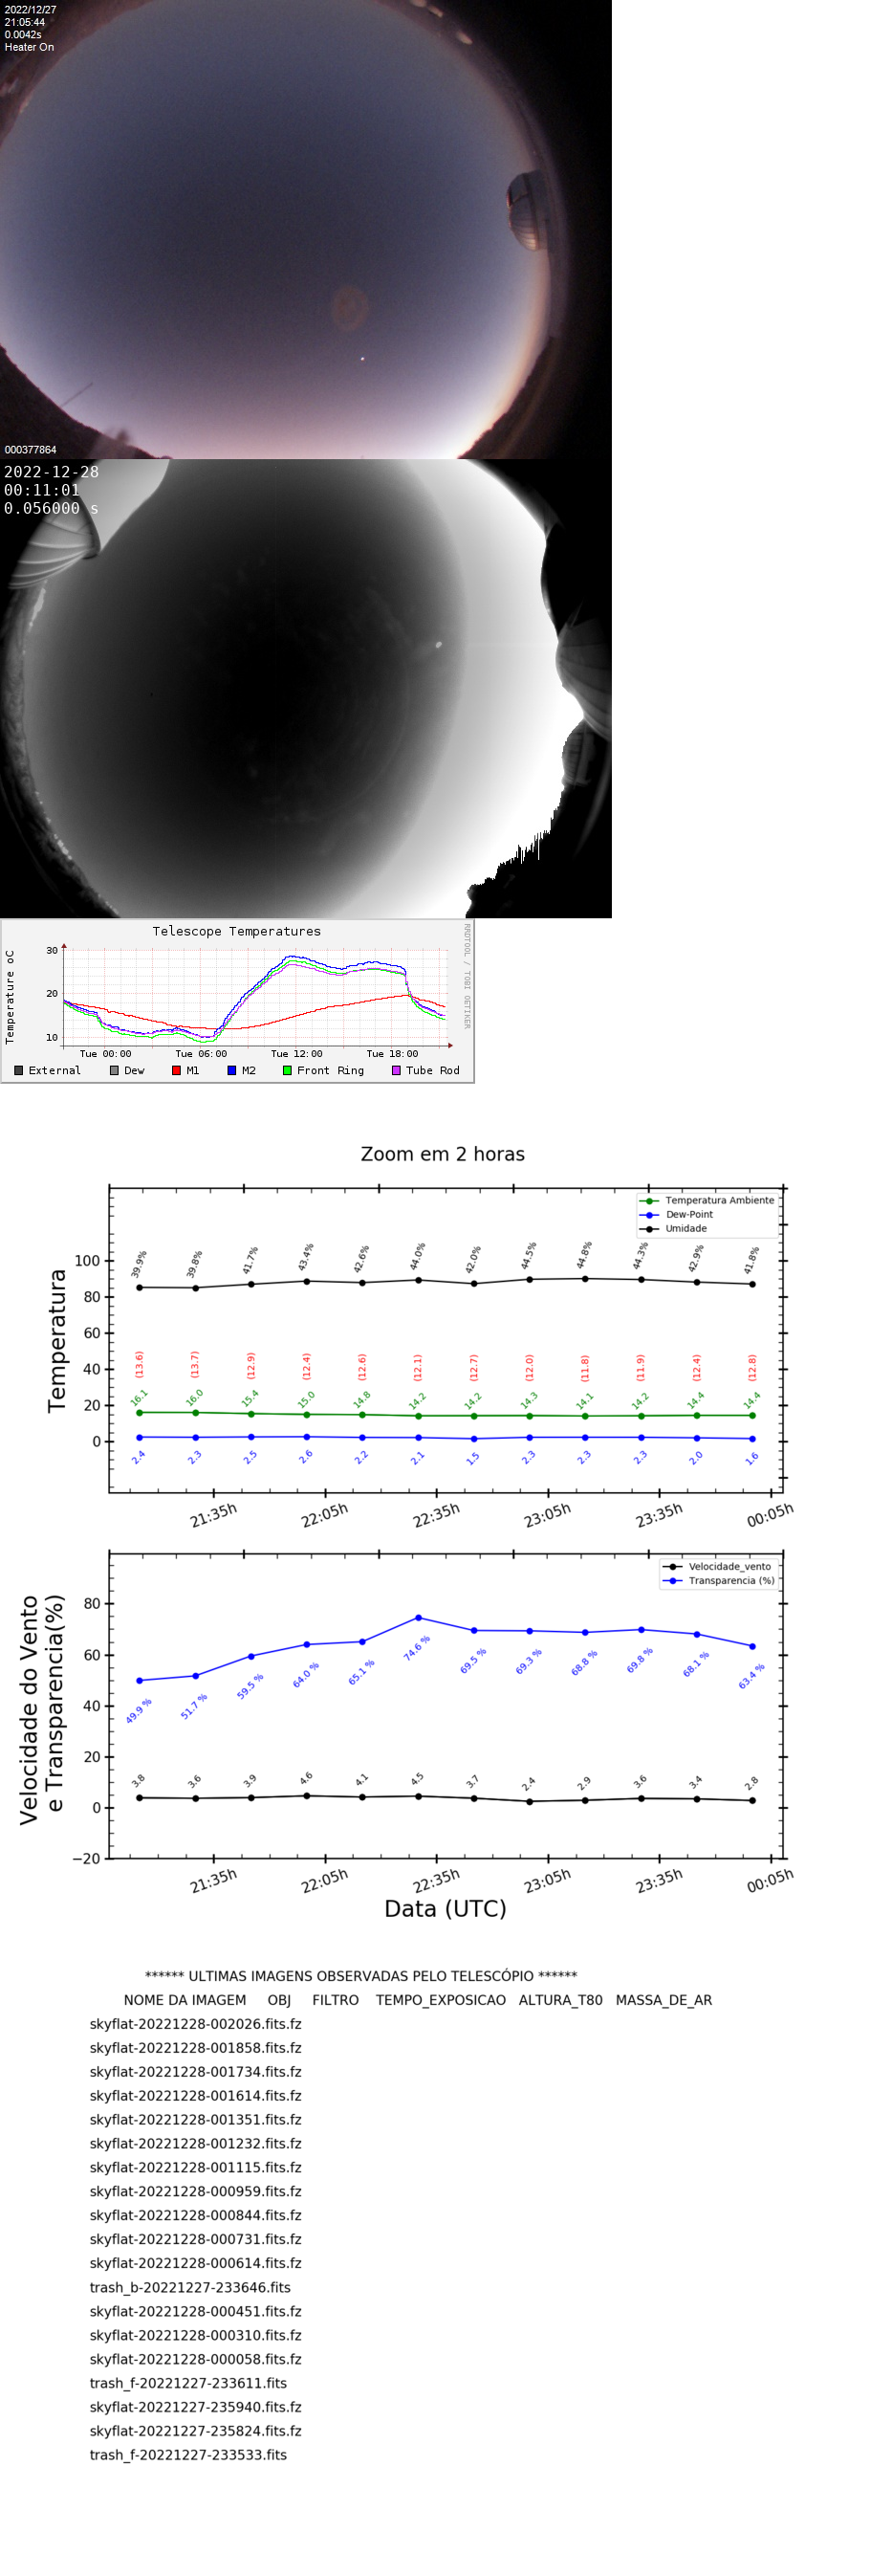 2022/12/27
21:05:44
0.0042s
Heater On
000377864
2022-12-28
00:11:01
0.056000 s
Telescope Temperatures
RRDTOOL / TOBI OETIKER
Temperature oC
30
20
10
Tue 00:00 Tue 06:00 Tue 12:00 Tue 18:00
External Dew M1 M2 Front Ring Tube Rod
Zoom em 2 horas
Temperatura Ambiente
Dew-Point
Umidade
Temperatura
100
80
60
40
20
0
39.9% 39.8% 41.7% 43.4% 42.6% 44.0% 42.0% 44.5% 44.8% 44.3% 42.9% 41.8%
(13.6) (13.7) (12.9) (12.4) (12.6) (12.1) (12.7) (12.0) (11.8) (11.9) (12.4) (12.8)
16.1 16.0 15.4 15.0 14.8 14.2 14.2 14.3 14.1 14.2 14.4 14.4
2.4 2.3 2.5 2.6 2.2 2.1 1.5 2.3 2.3 2.3 2.0 1.6
21:35h 22:05h 22:35h 23:05h 23:35h 00:05h
Velocidade_vento
Transparencia (%)
Velocidade do Vento
e Transparencia(%)
80
60
40
20
0
−20
49.9 % 51.7 % 59.5 % 64.0 % 65.1 % 74.6 % 69.5 % 69.3 % 68.8 % 69.8 % 68.1 % 63.4 %
3.8 3.6 3.9 4.6 4.1 4.5 3.7 2.4 2.9 3.6 3.4 2.8
21:35h 22:05h 22:35h 23:05h 23:35h 00:05h
Data (UTC)
****** ULTIMAS IMAGENS OBSERVADAS PELO TELESCÓPIO ******
NOME DA IMAGEM OBJ FILTRO TEMPO_EXPOSICAO ALTURA_T80 MASSA_DE_AR
skyflat-20221228-002026.fits.fz
skyflat-20221228-001858.fits.fz
skyflat-20221228-001734.fits.fz
skyflat-20221228-001614.fits.fz
skyflat-20221228-001351.fits.fz
skyflat-20221228-001232.fits.fz
skyflat-20221228-001115.fits.fz
skyflat-20221228-000959.fits.fz
skyflat-20221228-000844.fits.fz
skyflat-20221228-000731.fits.fz
skyflat-20221228-000614.fits.fz
trash_b-20221227-233646.fits
skyflat-20221228-000451.fits.fz
skyflat-20221228-000310.fits.fz
skyflat-20221228-000058.fits.fz
trash_f-20221227-233611.fits
skyflat-20221227-235940.fits.fz
skyflat-20221227-235824.fits.fz
trash_f-20221227-233533.fits